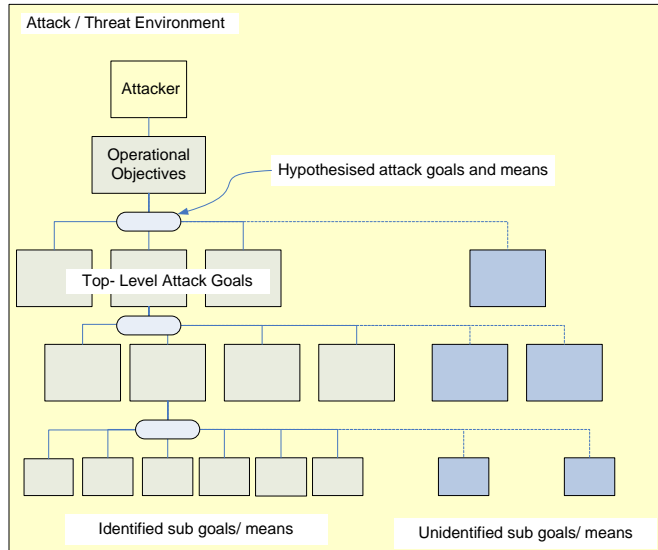 Attack / Threat Environment
Attacker
Operational
Objectives
Hypothesised attack goals and means
Top- Level Attack Goals
Identified sub goals/ means
Unidentified sub goals/ means